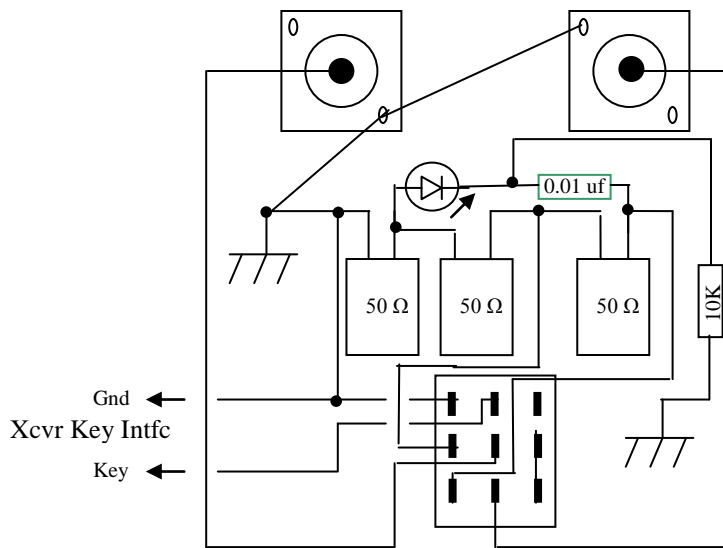 0.01 uf
50 Ω
50 Ω
50 Ω
10K
Gnd
Xcvr Key Intfc
Key